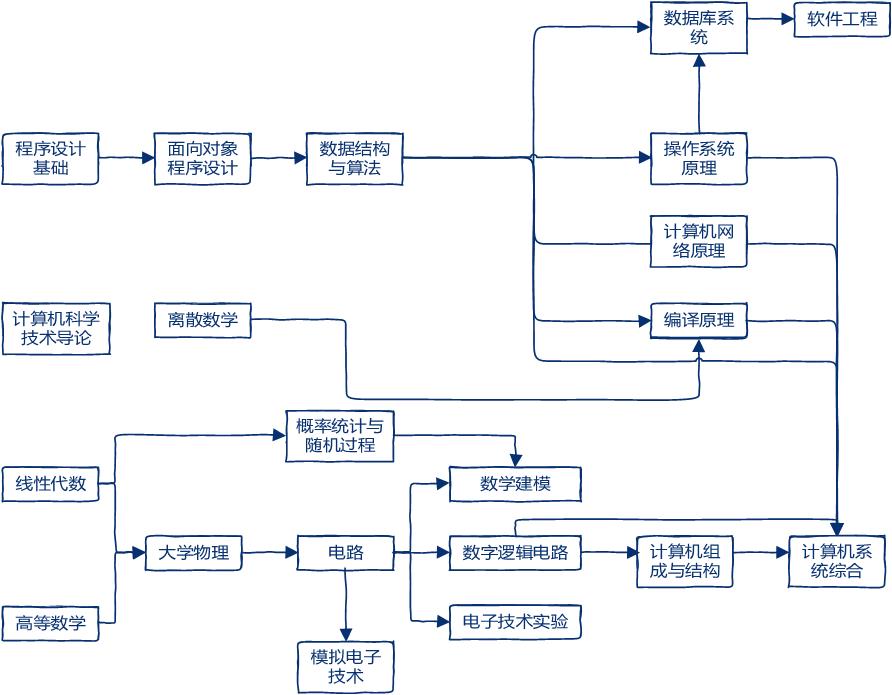 数据库系
统
软件工程
程序设计
基础
面向对象
程序设计
数据结构
与算法
操作系统
原理
计算机网
络原理
计算机科学
技术导论
离散数学
编译原理
概率统计与
随机过程
线性代数
数学建模
大学物理
电路
数字逻辑电路
计算机组
成与结构
计算机系
统综合
高等数学
电子技术实验
模拟电子
技术